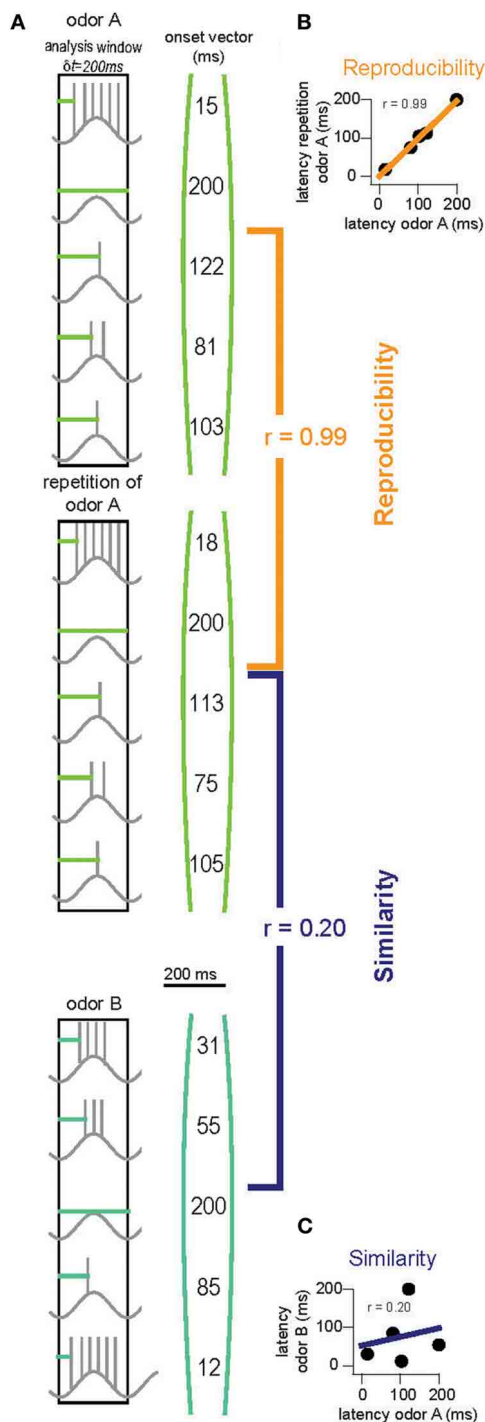 A
odor A
analysis window
δt=200ms
onset vector
(ms)
15
200
122
81
103
r = 0.99
Reproducibility
repetition of
odor A
18
200
113
75
105
r = 0.20
Similarity
200 ms
odor B
31
55
200
85
12
B
Reproducibility
r = 0.99
latency repetition
odor A (ms)
200
100
0
0 100 200
latency odor A (ms)
C
Similarity
r = 0.20
latency
odor B (ms)
200
100
0
0 100 200
latency odor A (ms)